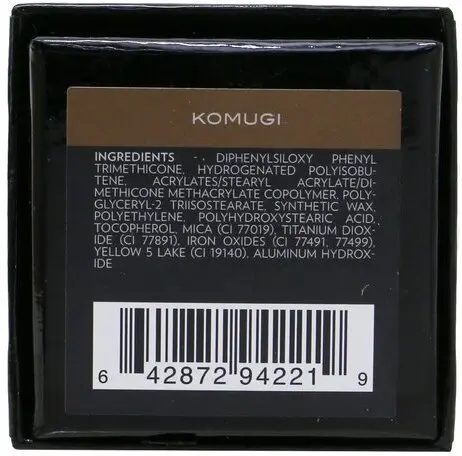 KOMUGI
INGREDIENTS - . DIPHENYLSILOXY PHENYL
TRIMETHICONE, HYDROGENATED POLYISOBU-
TENE, ACRYLATES/STEARYL ACRYLATE/DI-
METHICONE METHACRYLATE COPOLYMER, POLY-
GLYCERYL-2 TRIISOSTEARATE, SYNTHETIC WAX,
POLYETHYLENE, POLYHYDROXYSTEARIC ACID,
TOCOPHEROL, MICA (CI 77019), TITANIUM DIOX-
IDE (CI 77891), IRON OXIDES (CI 77491, 77499),
YELLOW 5 LAKE (CI 19140), ALUMINUM HYDROX-
IDE
6 42872 94221 9